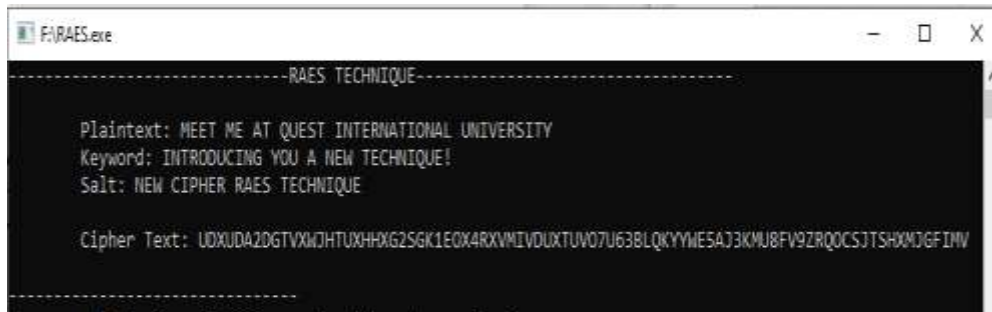 F:\RAES.exe
-------------------------------RAES TECHNIQUE-----------------------------------
Plaintext: MEET ME AT QUEST INTERNATIONAL UNIVERSITY
Keyword: INTRODUCING YOU A NEW TECHNIQUE!
Salt: NEW CIPHER RAES TECHNIQUE
Cipher Text: UDXUDA2DGTVXWJHTUXHHXG2SGK1EOX4RXVMIVDUXTUVO7U63BLQKYYWE5AJ3KMU8FV9ZRQOCSJTSHXMJGFIMV
--------------------------------